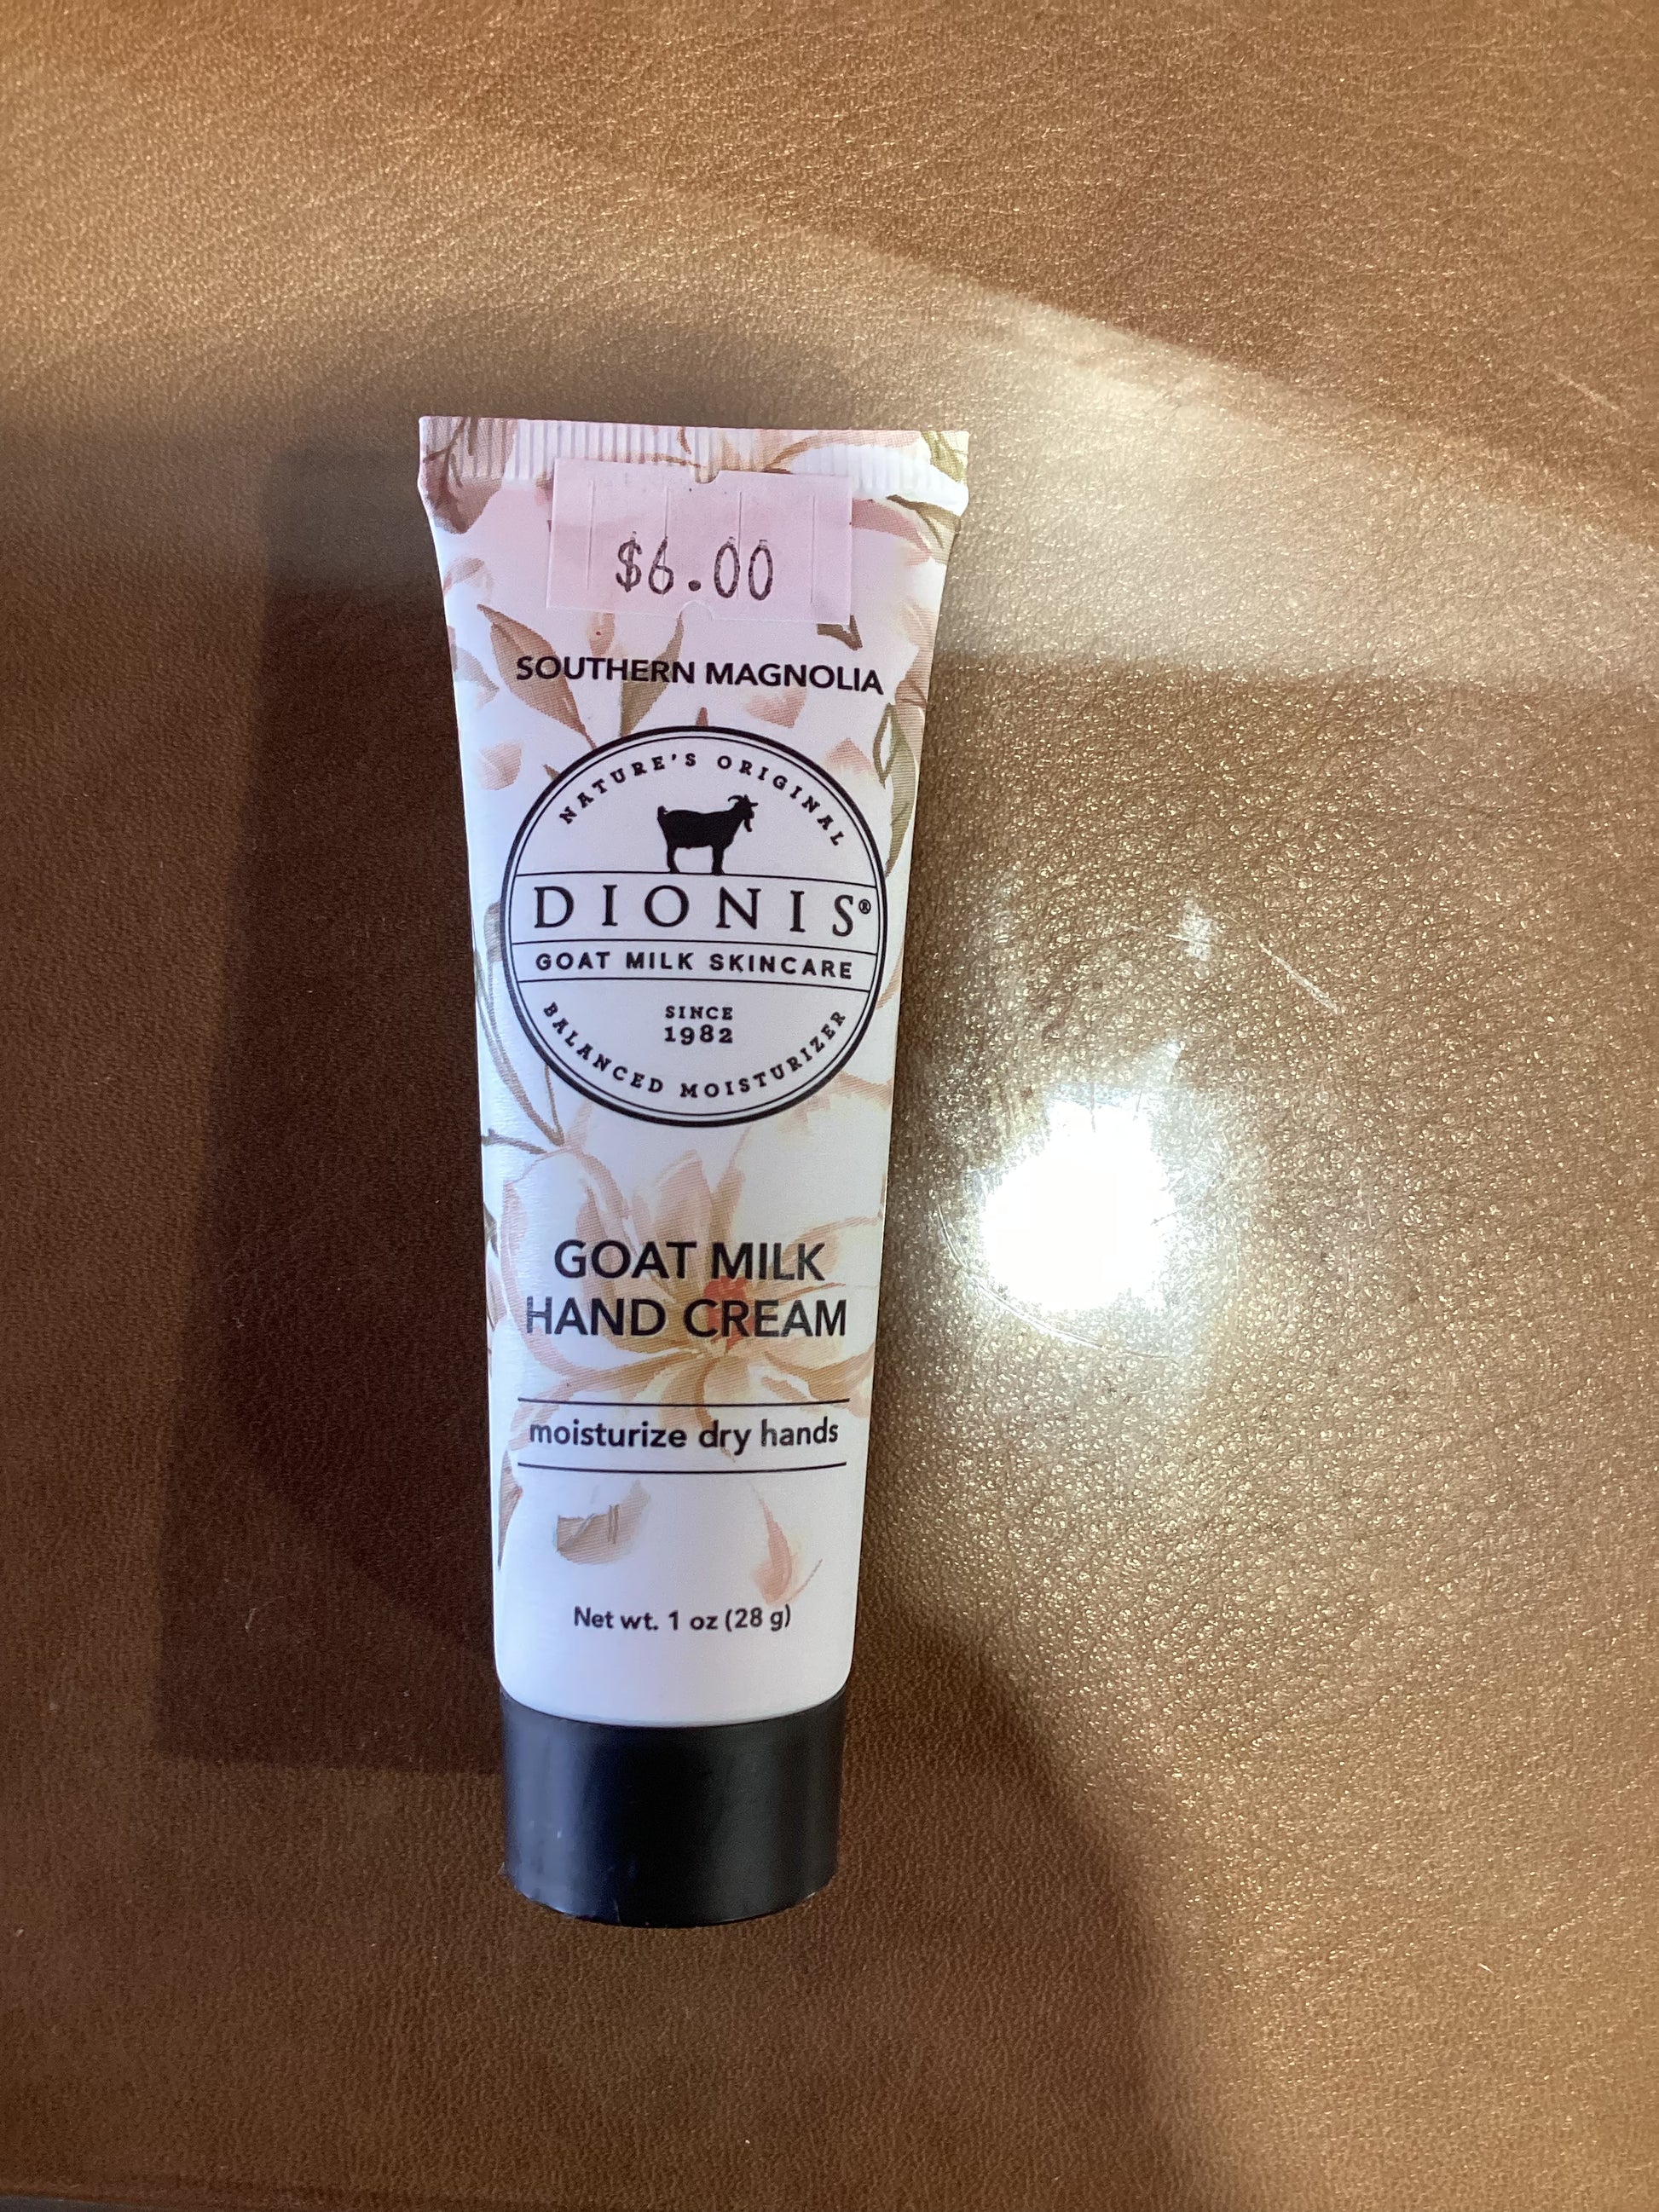 $6.00
SOUTHERN MAGNOLIA
NATURE'S ORIGINAL
DIONIS®
GOAT MILK SKINCARE
SINCE
1982
BALANCED MOISTURIZER
GOAT MILK
HAND CREAM
moisturize dry hands
Net wt. 1 oz (28 g)